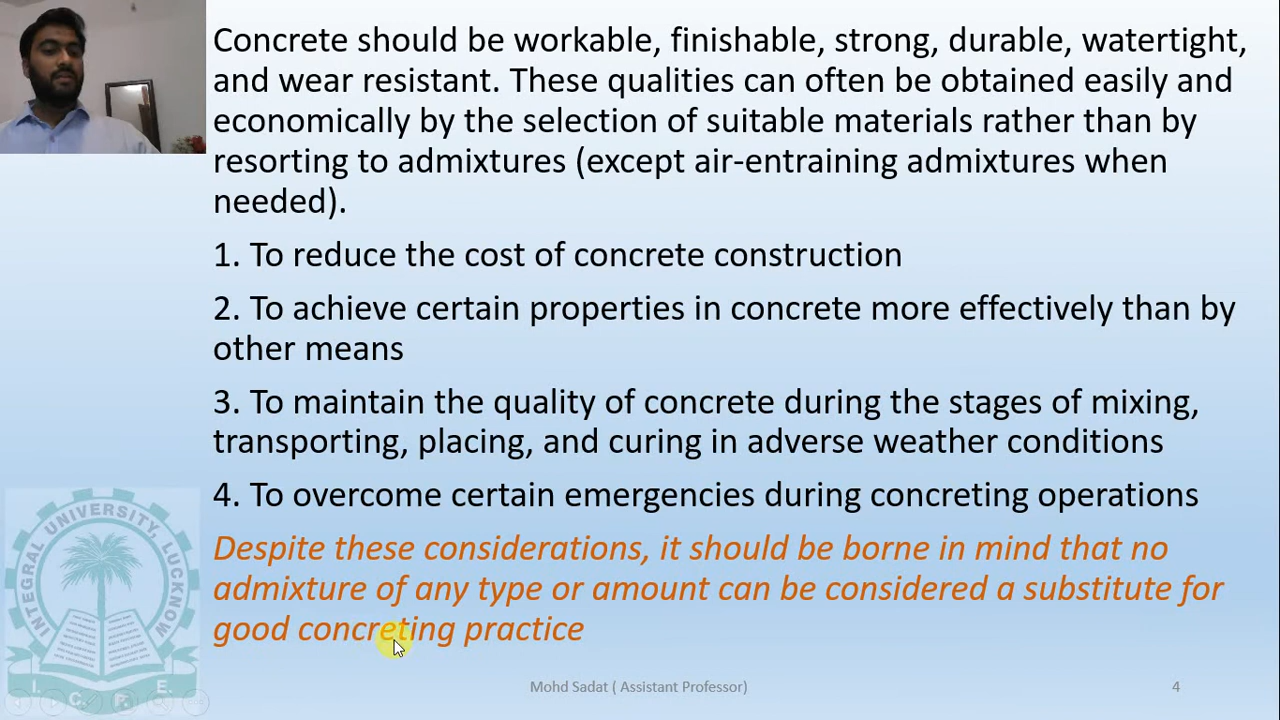 Concrete should be workable, finishable, strong, durable, watertight,
and wear resistant. These qualities can often be obtained easily and
economically by the selection of suitable materials rather than by
resorting to admixtures (except air-entraining admixtures when
needed).
1. To reduce the cost of concrete construction
2. To achieve certain properties in concrete more effectively than by
other means
3. To maintain the quality of concrete during the stages of mixing,
transporting, placing, and curing in adverse weather conditions
4. To overcome certain emergencies during concreting operations
Despite these considerations, it should be borne in mind that no
admixture of any type or amount can be considered a substitute for
good concreting practice
INTEGRAL UNIVERSITY, LUCKNOW
Mohd Sadat ( Assistant Professor)
4